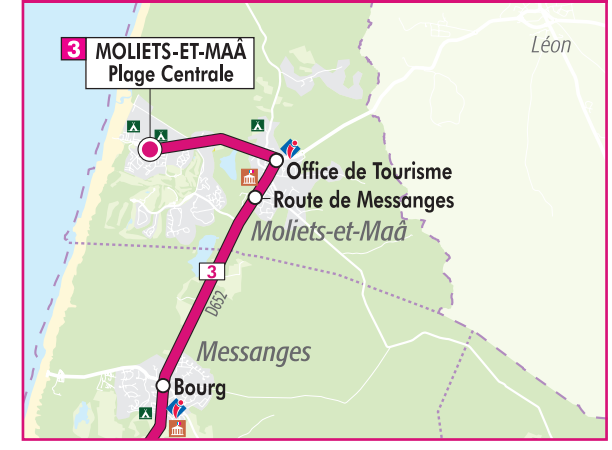 Léon
3 MOLIETS-ET-MAÂ
Plage Centrale
Office de Tourisme
Route de Messanges
Moliets-et-Maâ
3
D652
Messanges
Bourg